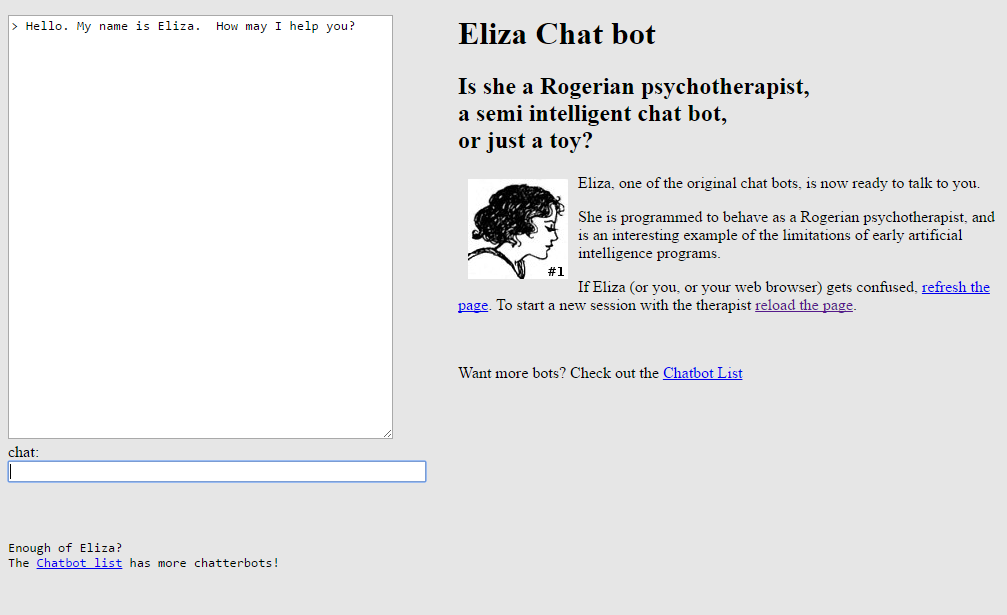 > Hello. My name is Eliza.  How may I help you?
chat:
Enough of Eliza?
The Chatbot list has more chatterbots!
Eliza Chat bot
Is she a Rogerian psychotherapist,
a semi intelligent chat bot,
or just a toy?
#1
Eliza, one of the original chat bots, is now ready to talk to you.
She is programmed to behave as a Rogerian psychotherapist, and
is an interesting example of the limitations of early artificial
intelligence programs.
If Eliza (or you, or your web browser) gets confused, refresh the
page. To start a new session with the therapist reload the page.
Want more bots? Check out the Chatbot List